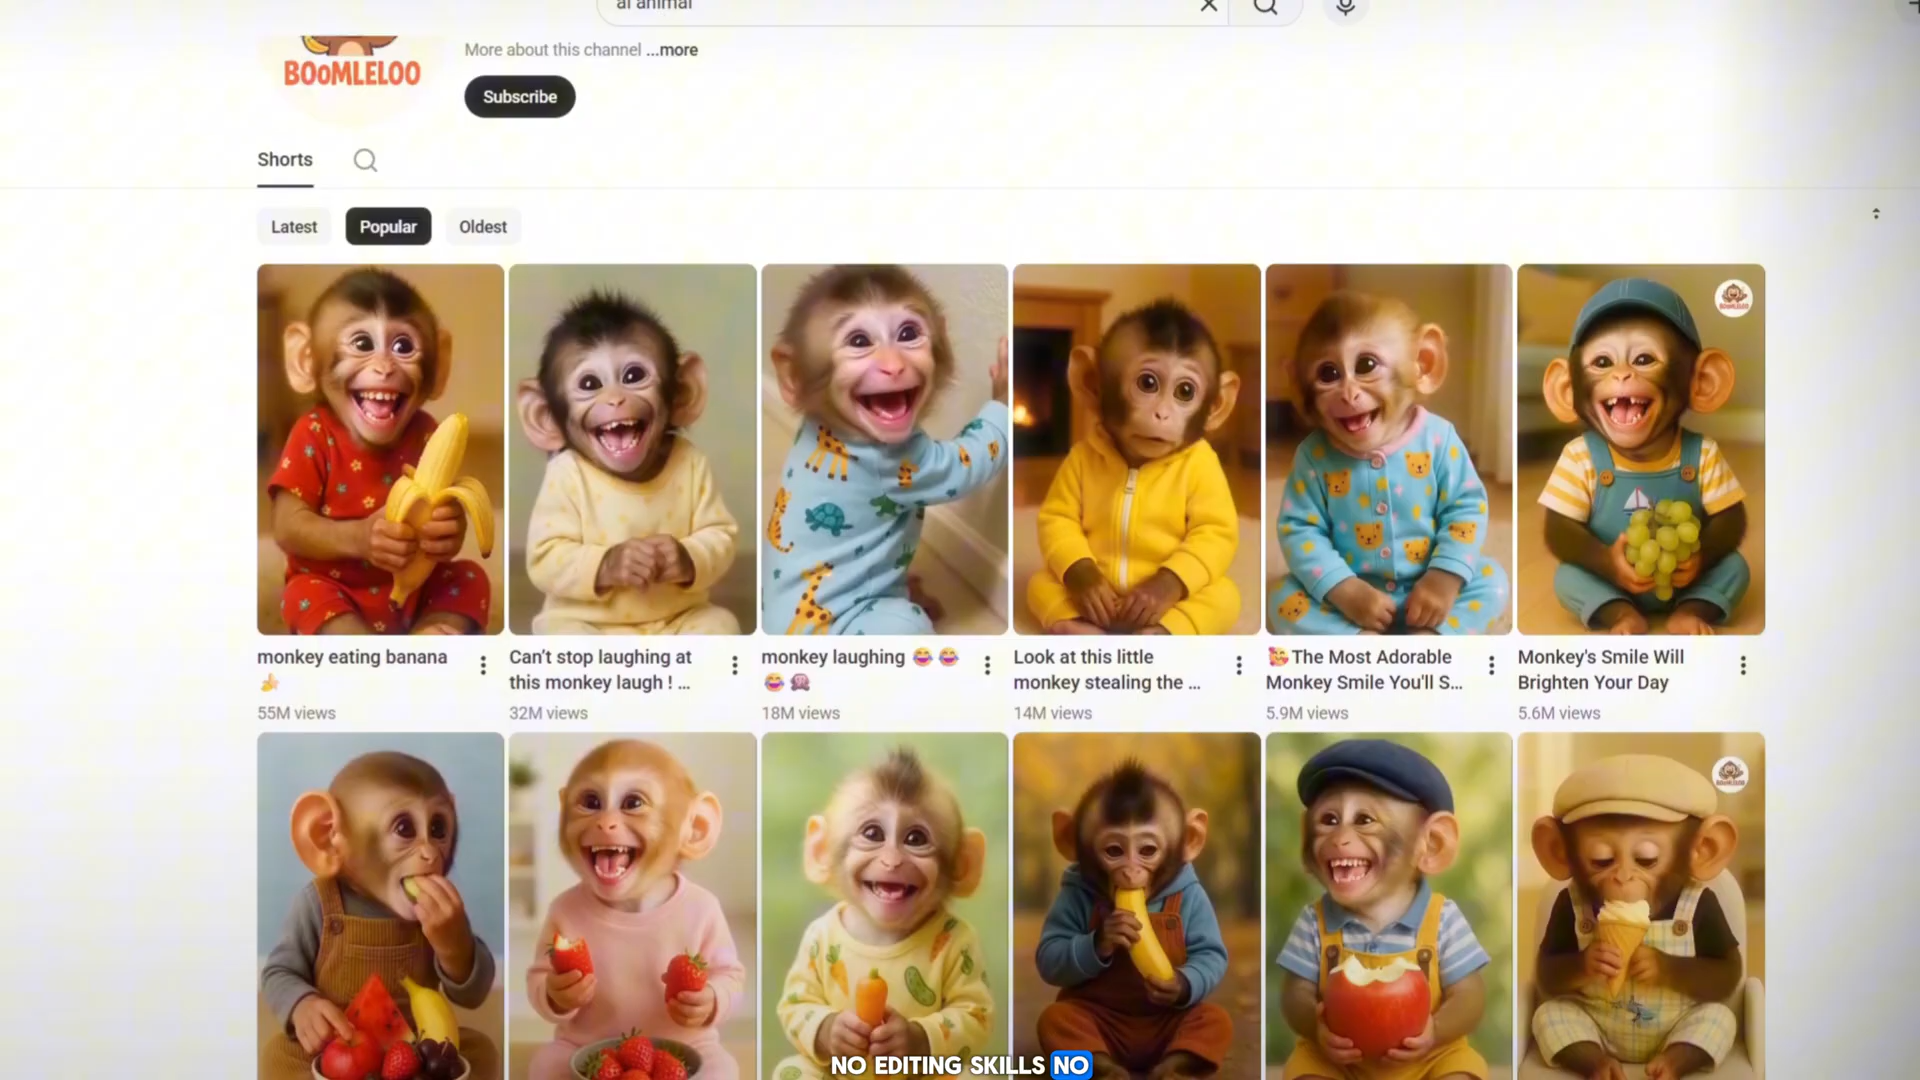 ai animal
More about this channel ...more
BOOMLELOO
Subscribe
Shorts
Latest
Popular
Oldest
BOOMLELOO
monkey eating banana
🍌
55M views
Can't stop laughing at
this monkey laugh ! ...
32M views
monkey laughing 😂 😂
😂 🙊
18M views
Look at this little
monkey stealing the ...
14M views
🥰The Most Adorable
Monkey Smile You'll S...
5.9M views
Monkey's Smile Will
Brighten Your Day
5.6M views
BOOMLELOO
NO EDITING SKILLS NO